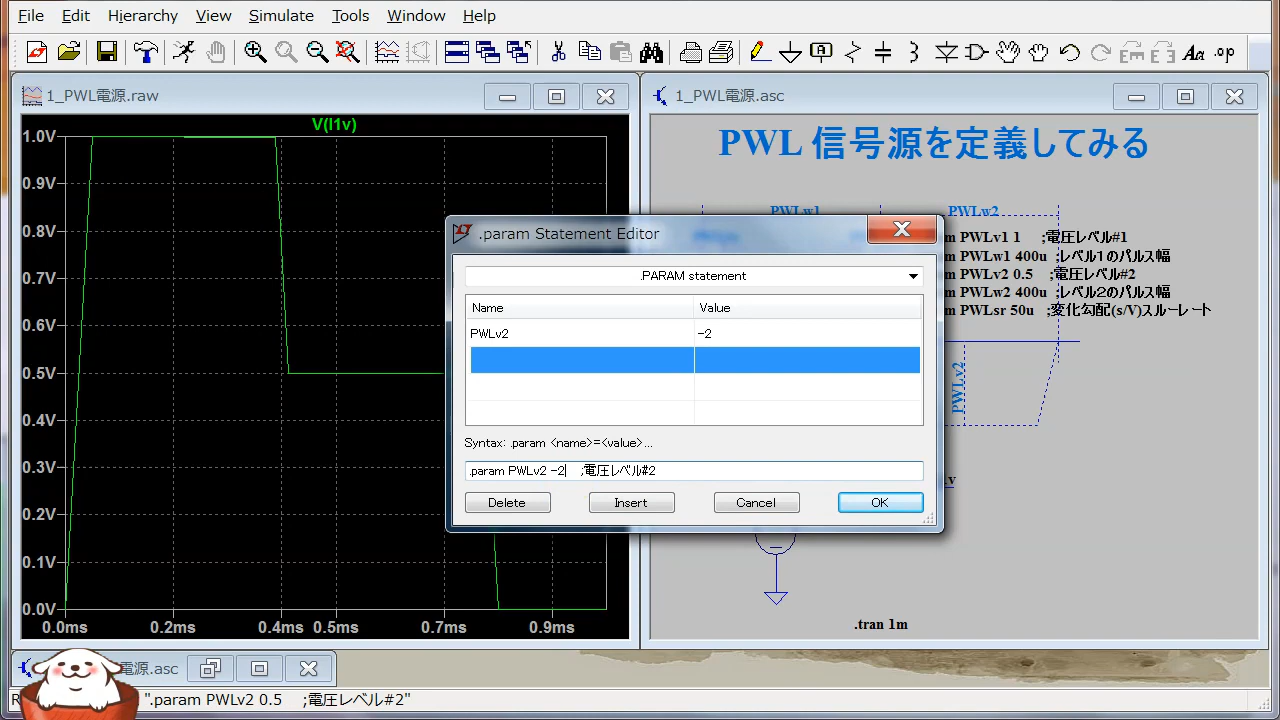 File Edit Hierarchy View Simulate Tools Window Help
.op
1_PWL電源.raw
V(l1v)
1.0V
0.9V
0.8V
0.7V
0.6V
0.5V
0.4V
0.3V
0.2V
0.1V
0.0V
0.0ms 0.2ms 0.4ms 0.5ms 0.7ms 0.9ms
1_PWL電源.asc
PWL 信号源を定義してみる
PWLw1 PWLw2
m PWLv1 1 ;電圧レベル#1
m PWLw1 400u ;レベル1のパルス幅
m PWLv2 0.5 ;電圧レベル#2
m PWLw2 400u ;レベル2のパルス幅
m PWLsr 50u ;変化勾配(s/V)スルーレート
PWLv2
.tran 1m
.param Statement Editor
.PARAM statement
Name Value
PWLv2 -2
Syntax: .param <name>=<value>...
.param PWLv2 -2 ;電圧レベル#2
Delete Insert Cancel OK
電源.asc
".param PWLv2 0.5 ;電圧レベル#2"